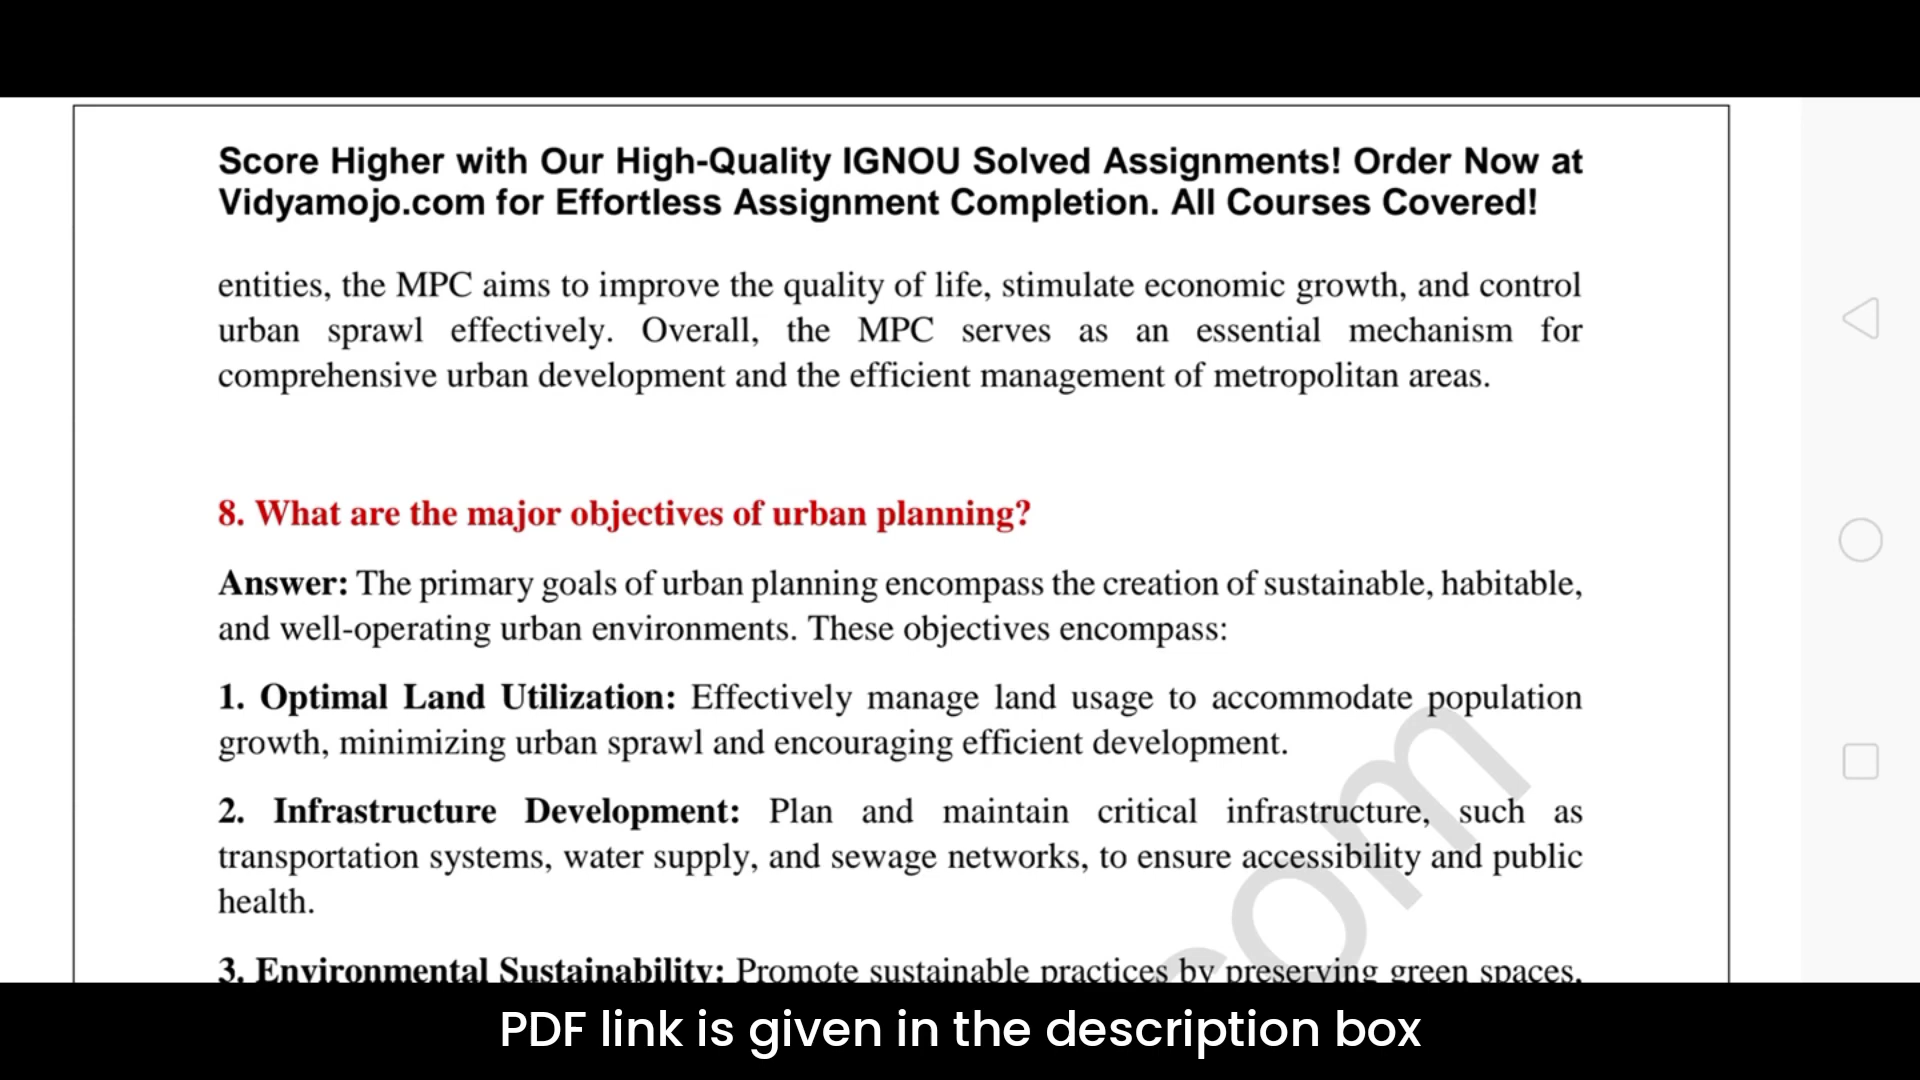 Score Higher with Our High-Quality IGNOU Solved Assignments! Order Now at
Vidyamojo.com for Effortless Assignment Completion. All Courses Covered!
entities, the MPC aims to improve the quality of life, stimulate economic growth, and control
urban sprawl effectively. Overall, the MPC serves as an essential mechanism for
comprehensive urban development and the efficient management of metropolitan areas.
8. What are the major objectives of urban planning?
Answer: The primary goals of urban planning encompass the creation of sustainable, habitable,
and well-operating urban environments. These objectives encompass:
1. Optimal Land Utilization: Effectively manage land usage to accommodate population
growth, minimizing urban sprawl and encouraging efficient development.
2. Infrastructure Development: Plan and maintain critical infrastructure, such as
transportation systems, water supply, and sewage networks, to ensure accessibility and public
health.
3. Environmental Sustainability: Promote sustainable practices by preserving green spaces,
com
PDF link is given in the description box